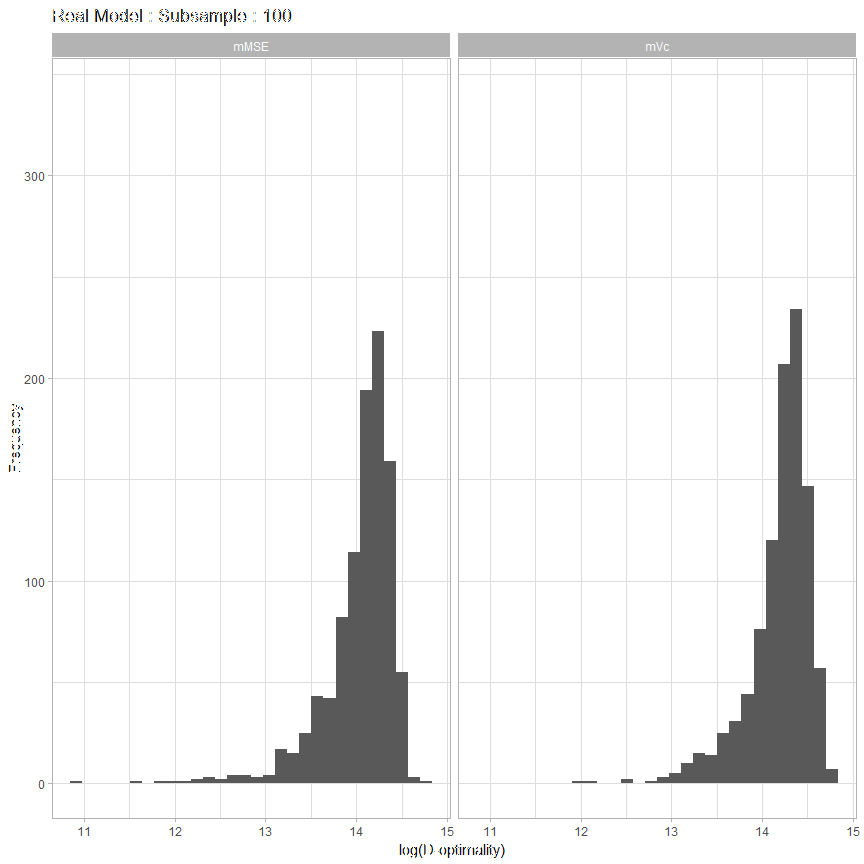 Real Model : Subsample : 100
mMSE mVc
300
200
100
0
11 12 13 14 15 11 12 13 14 15
Frequency
log(D-optimality)